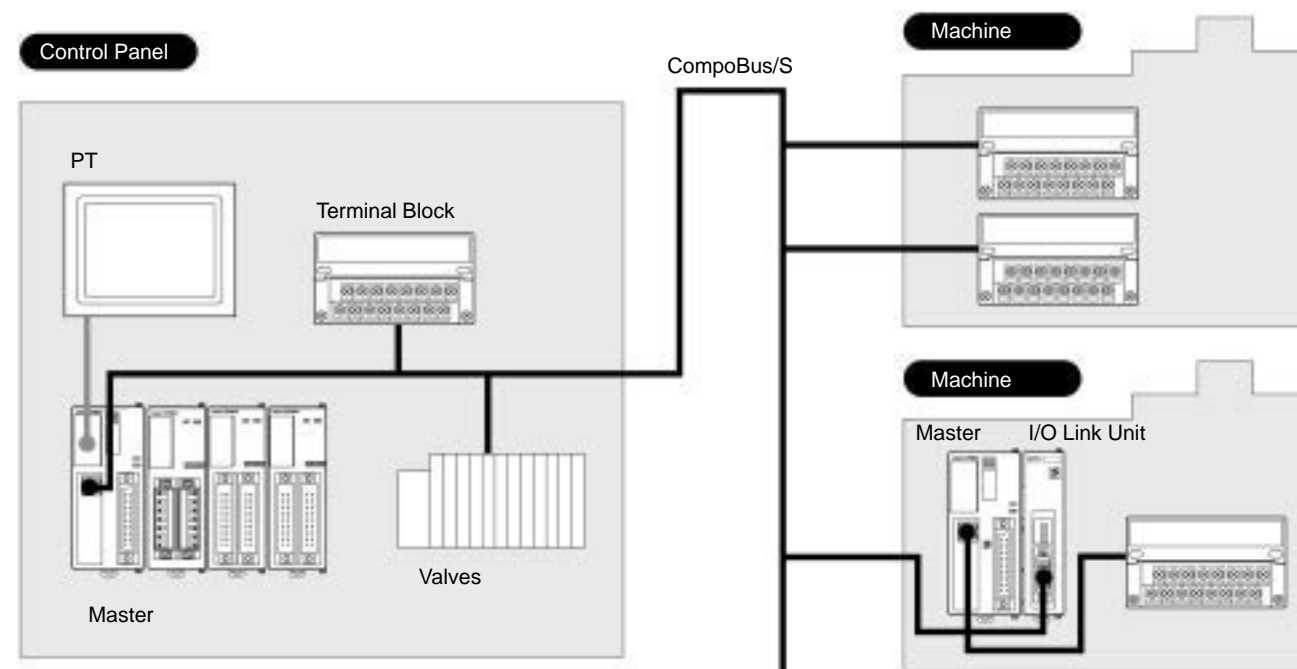 Control Panel
PT
Terminal Block
Master
Valves
CompoBus/S
Machine
Machine
Master
I/O Link Unit